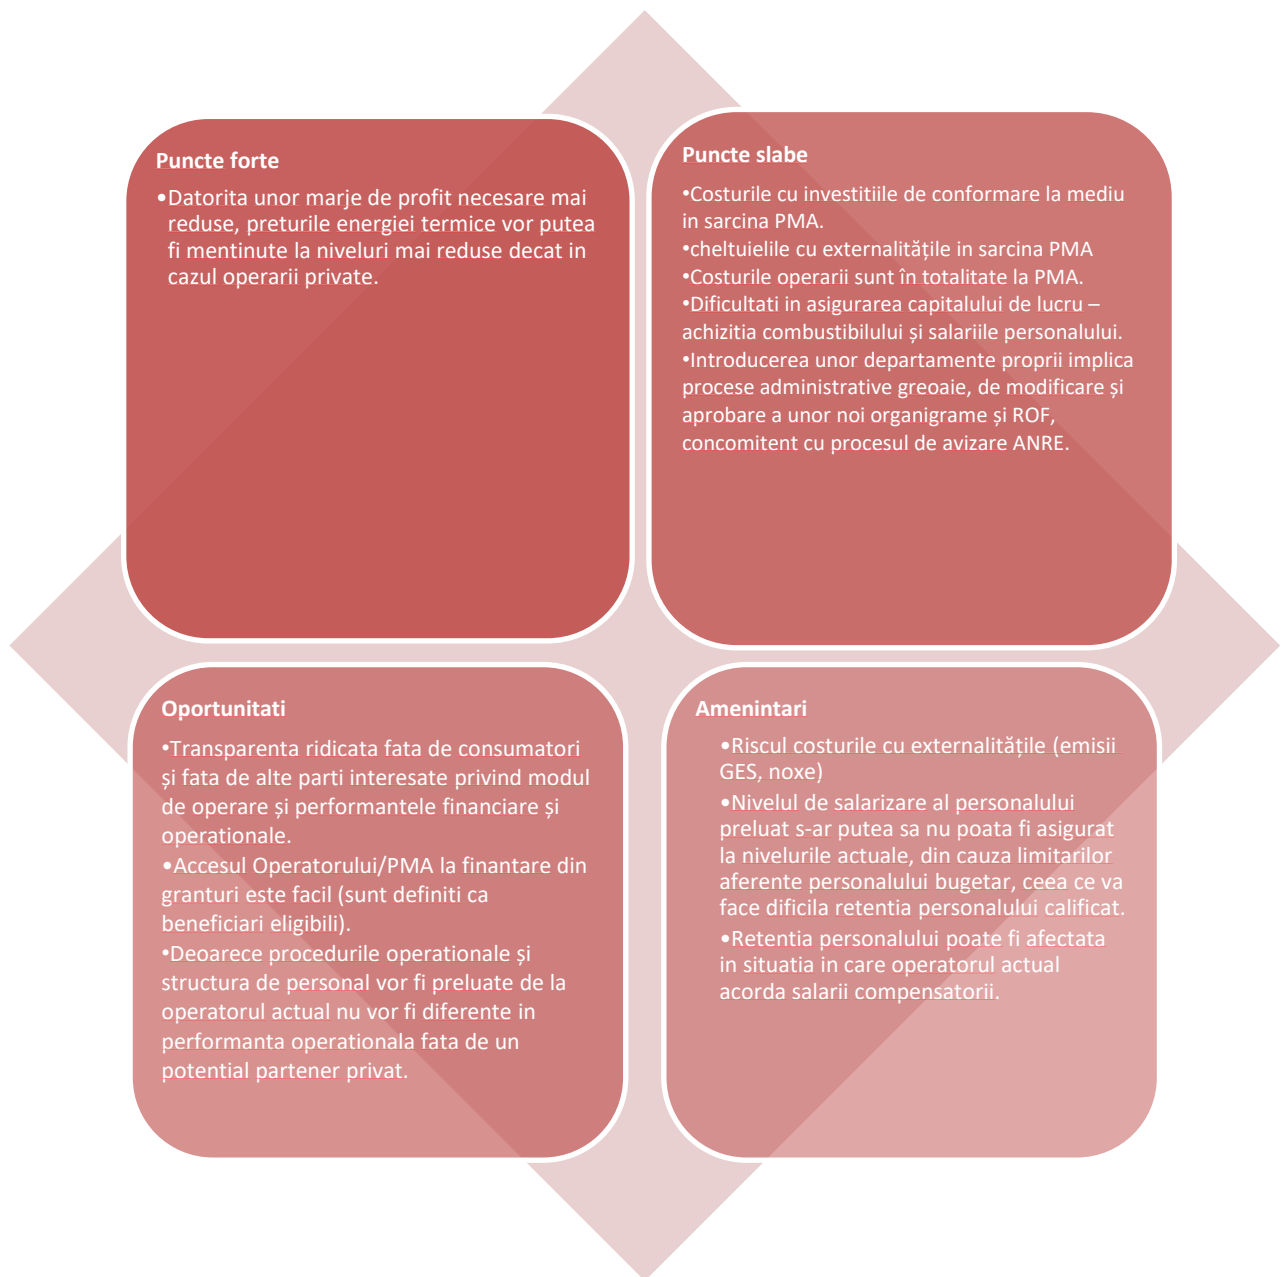 Puncte forte
•Datorita unor marje de profit necesare mai
reduse, preturile energiei termice vor putea
fi mentinute la niveluri mai reduse decat in
cazul operarii private.
Puncte slabe
•Costurile cu investitiile de conformare la mediu
in sarcina PMA.
•cheltuielile cu externalitățile in sarcina PMA
•Costurile operarii sunt în totalitate la PMA.
•Dificultati in asigurarea capitalului de lucru –
achizitia combustibilului și salariile personalului.
•Introducerea unor departamente proprii implica
procese administrative greoaie, de modificare și
aprobare a unor noi organigrame și ROF,
concomitent cu procesul de avizare ANRE.
Oportunitati
•Transparenta ridicata fata de consumatori
și fata de alte parti interesate privind modul
de operare și performantele financiare și
operationale.
•Accesul Operatorului/PMA la finantare din
granturi este facil (sunt definiti ca
beneficiari eligibili).
•Deoarece procedurile operationale și
structura de personal vor fi preluate de la
operatorul actual nu vor fi diferente in
performanta operationala fata de un
potential partener privat.
Amenintari
•Riscul costurile cu externalitățile (emisii
GES, noxe)
•Nivelul de salarizare al personalului
preluat s-ar putea sa nu poata fi asigurat
la nivelurile actuale, din cauza limitarilor
aferente personalului bugetar, ceea ce va
face dificila retentia personalului calificat.
•Retentia personalului poate fi afectata
in situatia in care operatorul actual
acorda salarii compensatorii.